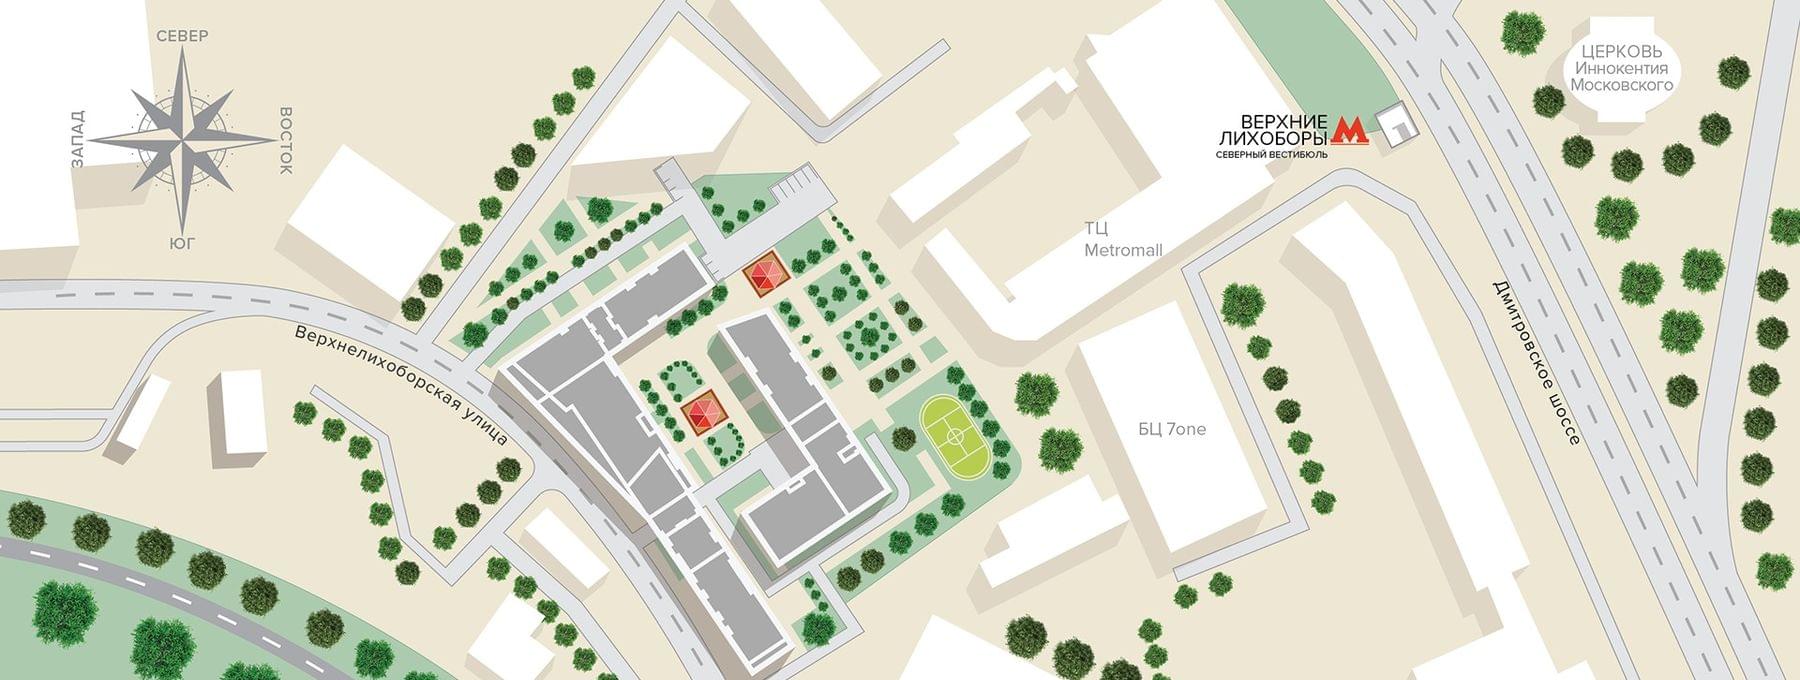 СЕВЕР
ЗАПАД
ВОСТОК
ЮГ
ЦЕРКОВЬ
Иннокентия
Московского
ВЕРХНИЕ
ЛИХОБОРЫ
СЕВЕРНЫЙ ВЕСТИБЮЛЬ
ТЦ
Metromall
Верхнелихоборская улица
Дмитровское шоссе
БЦ 7one